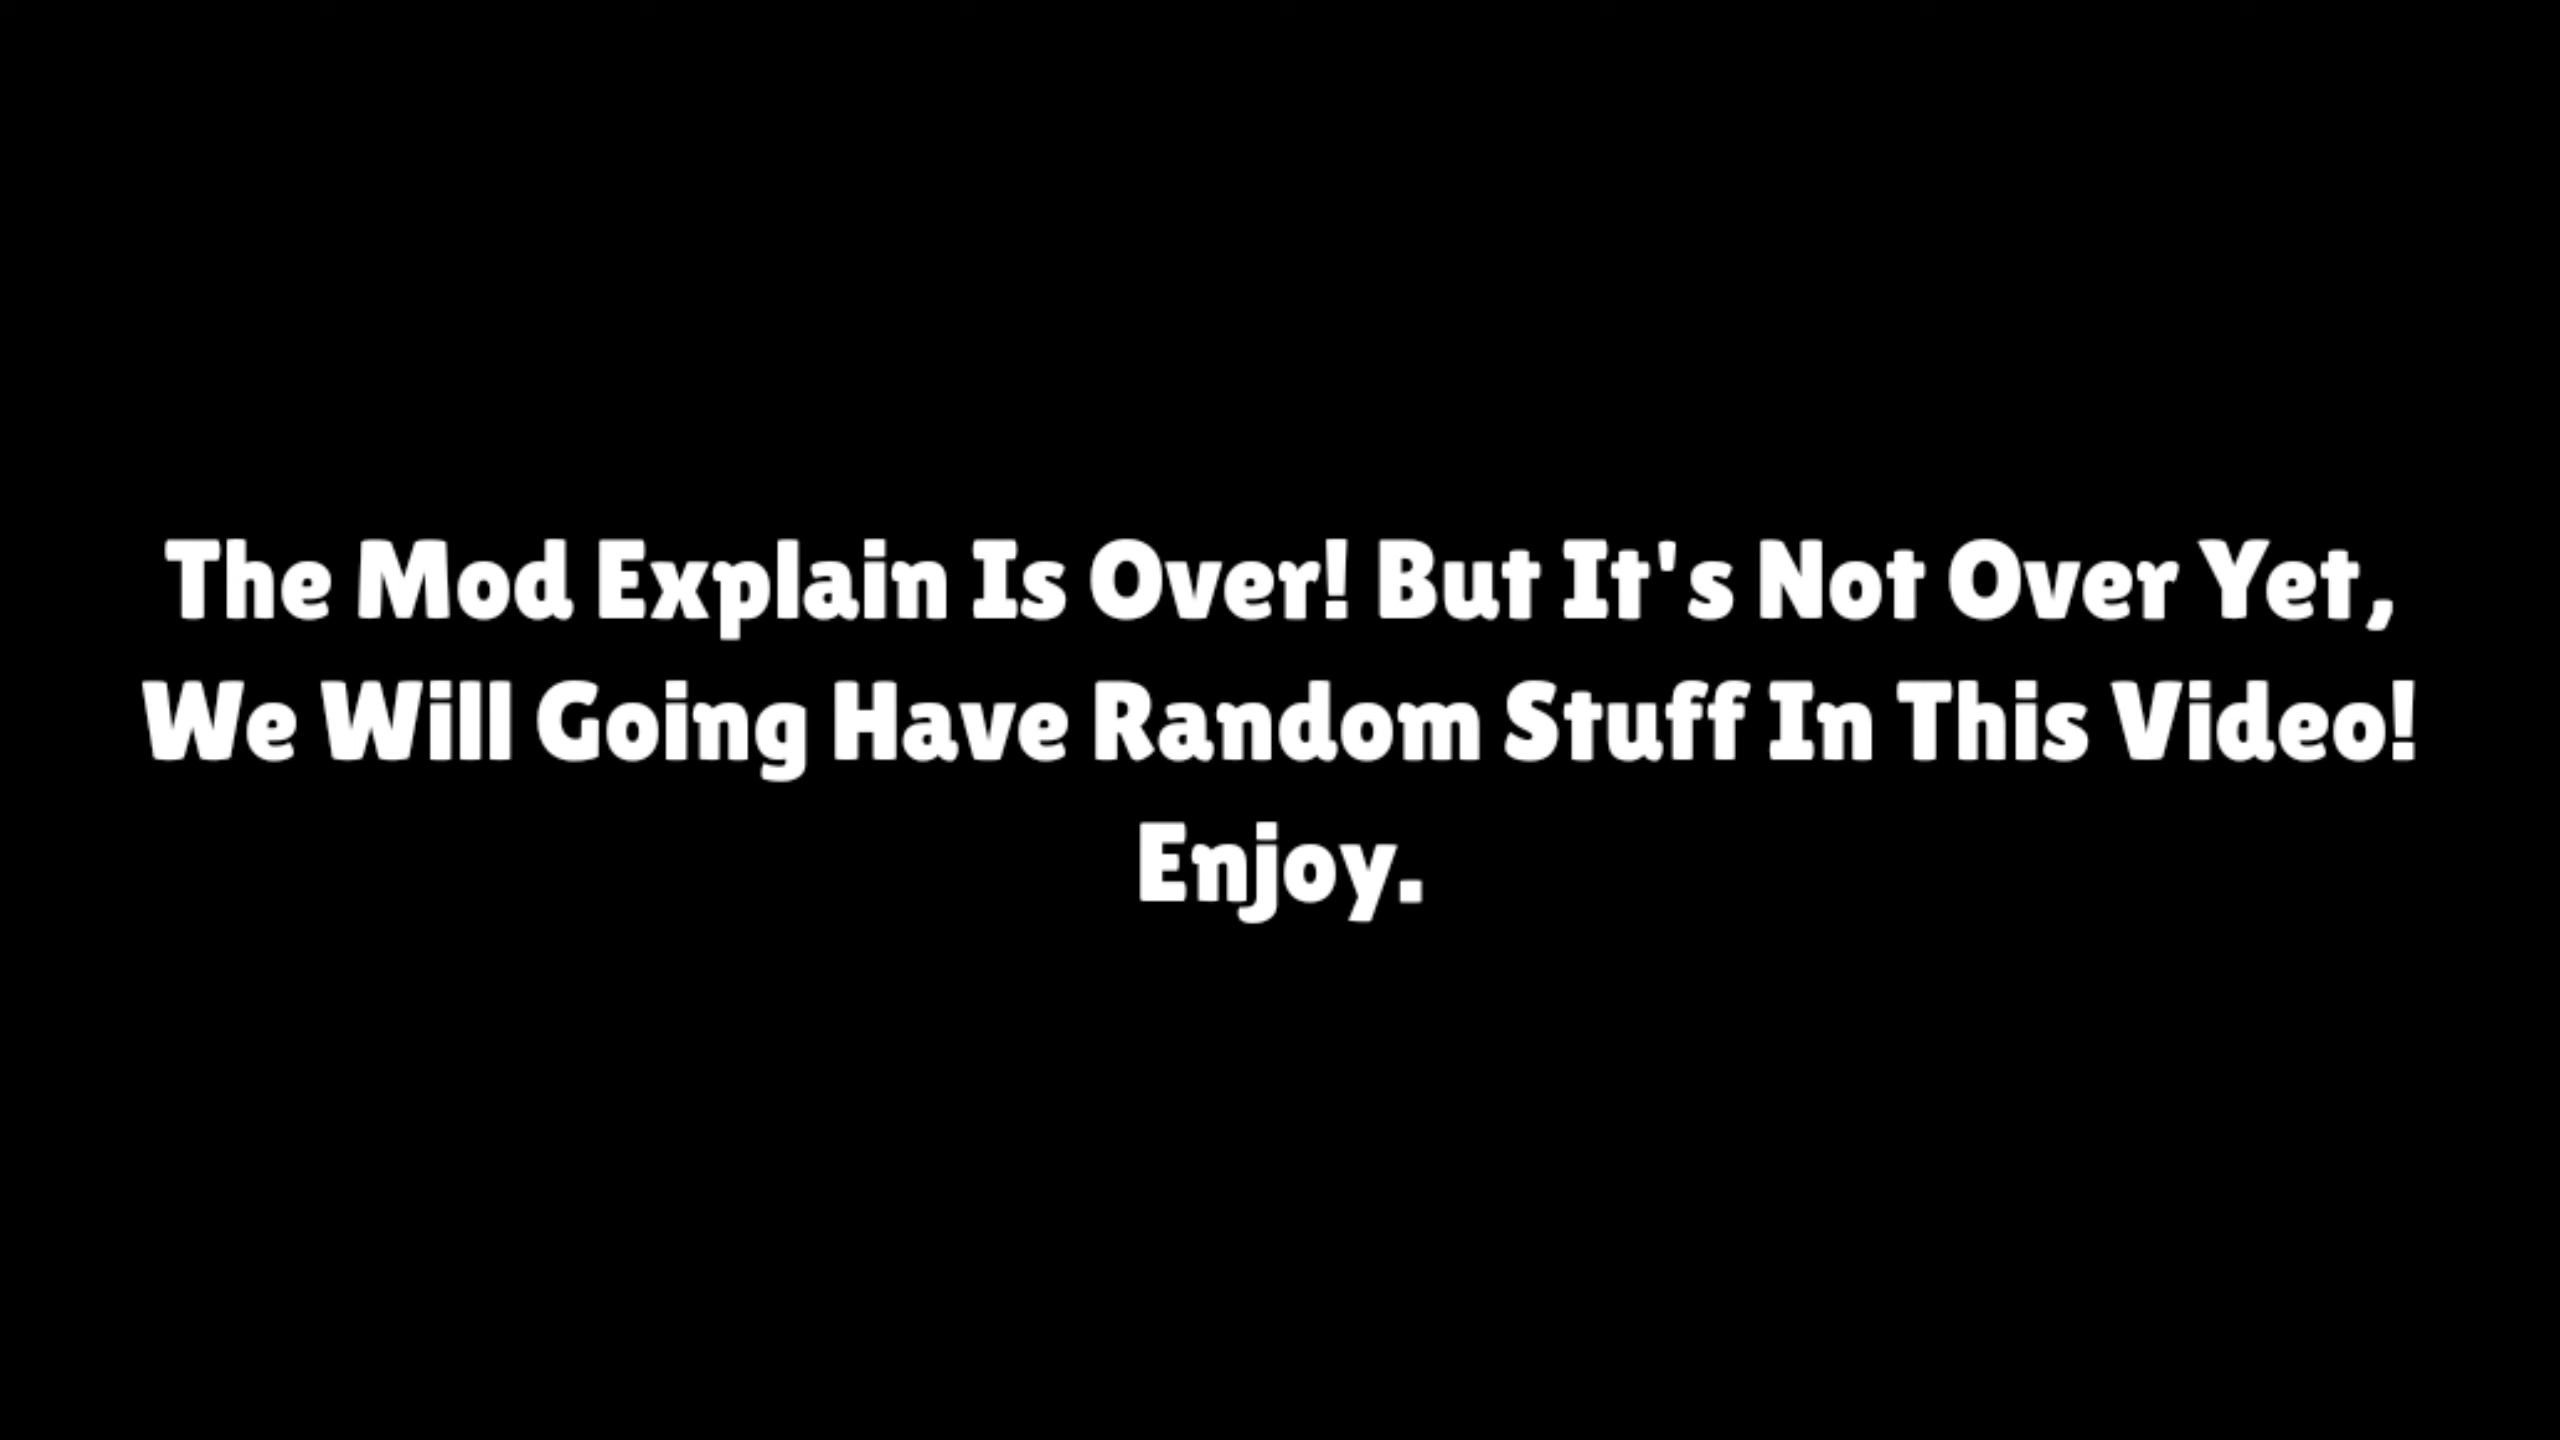 The Mod Explain Is Over! But It's Not Over Yet,
We Will Going Have Random Stuff In This Video!
Enjoy.